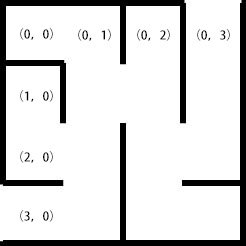 (0, 0) (0, 1) (0, 2) (0, 3)
(1, 0)
(2, 0)
(3, 0)